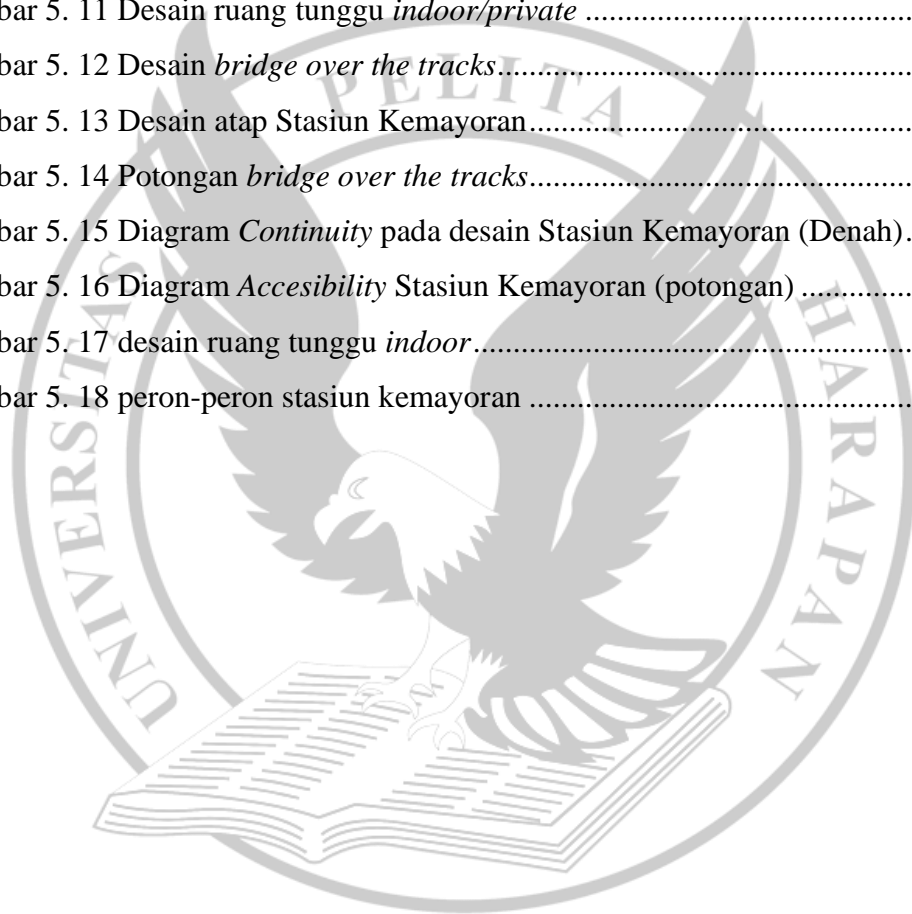 bar 5. 11 Desain ruang tunggu indoor/private ..........................................
bar 5. 12 Desain bridge over the tracks.....................................................
bar 5. 13 Desain atap Stasiun Kemayoran.................................................
bar 5. 14 Potongan bridge over the tracks.................................................
bar 5. 15 Diagram Continuity pada desain Stasiun Kemayoran (Denah).
bar 5. 16 Diagram Accesibility Stasiun Kemayoran (potongan) ..............
bar 5. 17 desain ruang tunggu indoor........................................................
bar 5. 18 peron-peron stasiun kemayoran .................................................
UNIVERSITAS PELITA HARAPAN